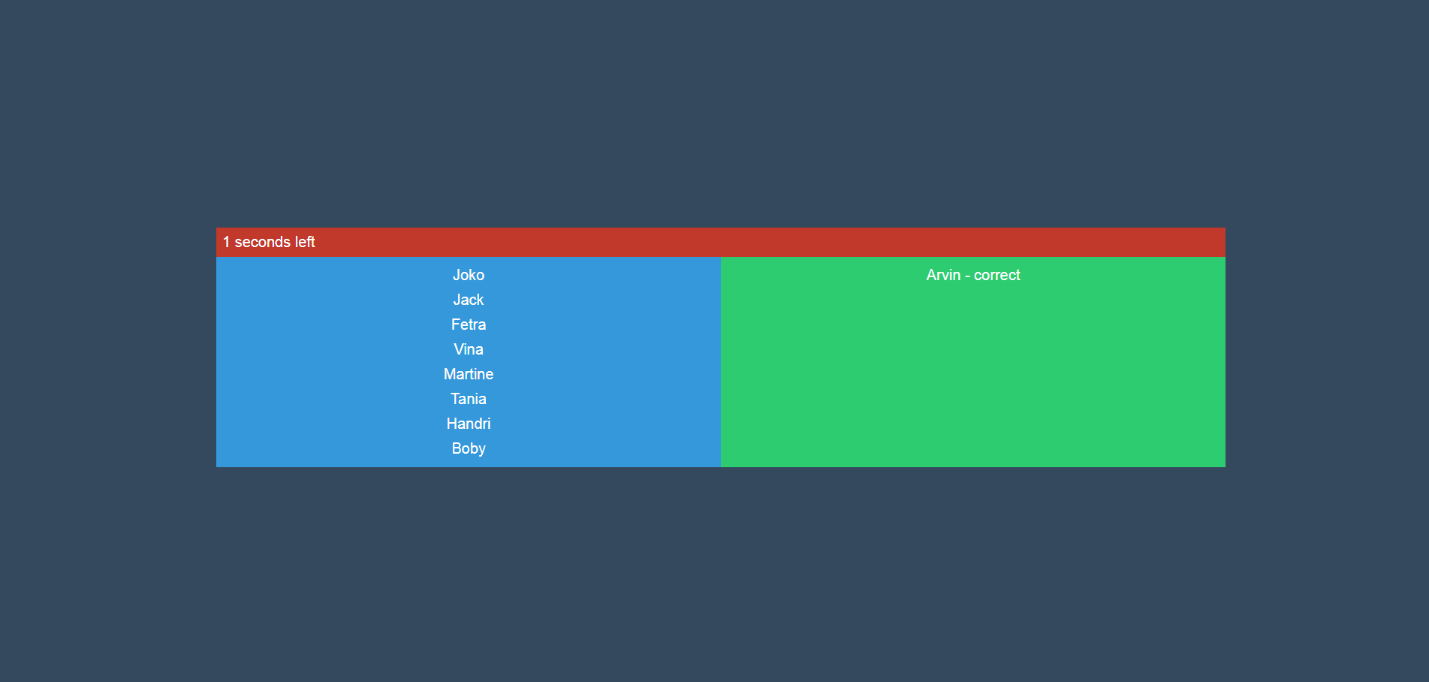 1 seconds left
Joko
Jack
Fetra
Vina
Martine
Tania
Handri
Boby
Arvin - correct